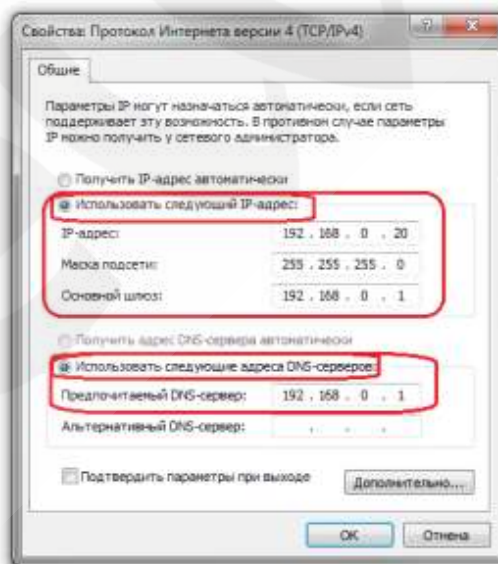 Свойства: Протокол Интернета версии 4 (TCP/IPv4)
Общие
Параметры IP могут назначаться автоматически, если сеть
поддерживает эту возможность. В противном случае параметры
IP можно получить у сетевого администратора.
Получить IP-адрес автоматически
Использовать следующий IP-адрес:
IP-адрес: 192 . 168 . 0 . 20
Маска подсети: 255 . 255 . 255 . 0
Основной шлюз: 192 . 168 . 0 . 1
Получить адрес DNS-сервера автоматически
Использовать следующие адреса DNS-серверов:
Предпочитаемый DNS-сервер: 192 . 168 . 0 . 1
Альтернативный DNS-сервер: . . .
Подтвердить параметры при выходе
Дополнительно...
OK Отмена